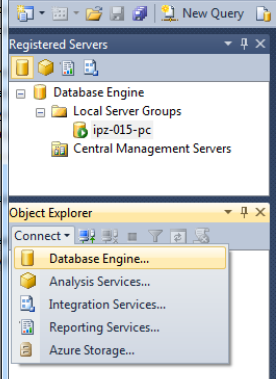 New Query
Registered Servers
Database Engine
Local Server Groups
ipz-015-pc
Central Management Servers
Object Explorer
Connect
Database Engine...
Analysis Services...
Integration Services...
Reporting Services...
Azure Storage...